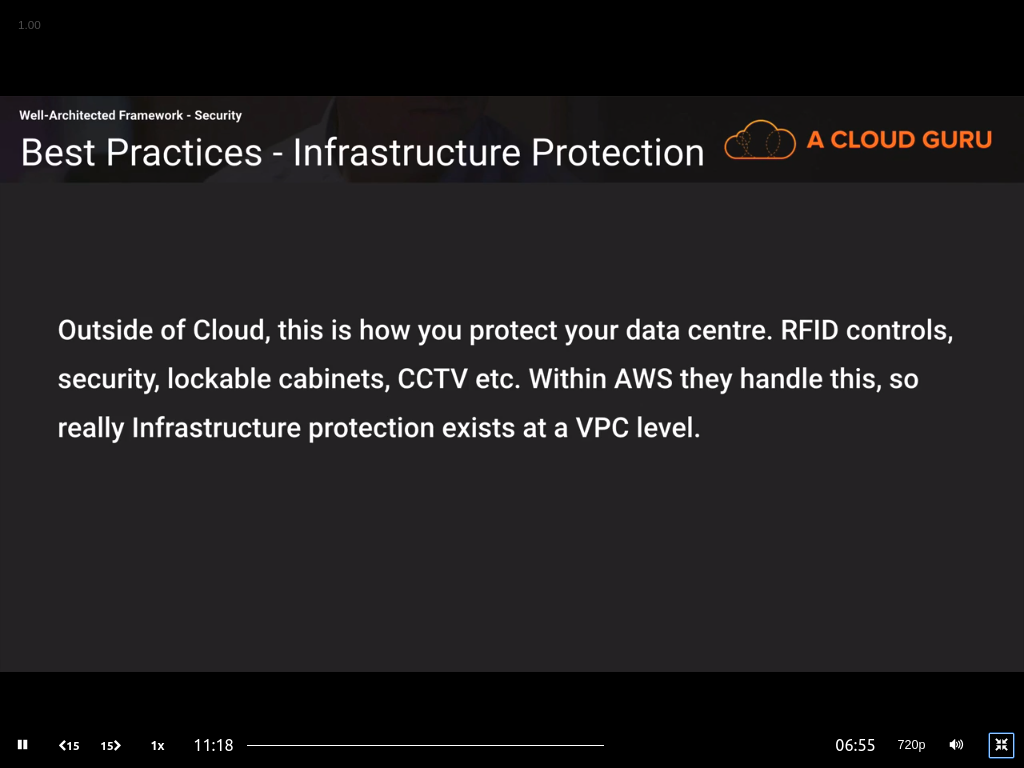 1.00
Well-Architected Framework - Security
Best Practices - Infrastructure Protection
A CLOUD GURU
Outside of Cloud, this is how you protect your data centre. RFID controls,
security, lockable cabinets, CCTV etc. Within AWS they handle this, so
really Infrastructure protection exists at a VPC level.
15 15 1x 11:18 06:55 720p